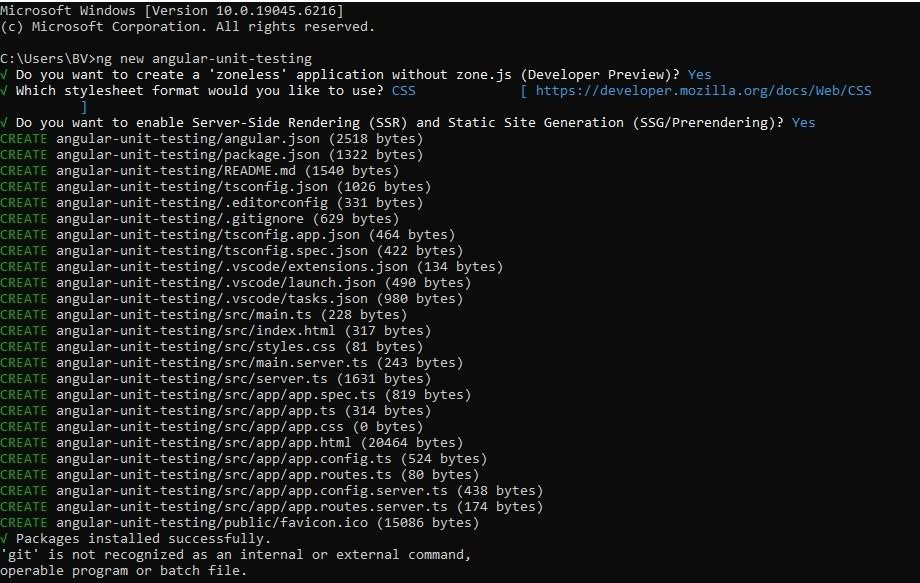 Microsoft Windows [Version 10.0.19045.6216]
(c) Microsoft Corporation. All rights reserved.
C:\Users\BV>ng new angular-unit-testing
√ Do you want to create a 'zoneless' application without zone.js (Developer Preview)? Yes
√ Which stylesheet format would you like to use? CSS             [ https://developer.mozilla.org/docs/Web/CSS
]
√ Do you want to enable Server-Side Rendering (SSR) and Static Site Generation (SSG/Prerendering)? Yes
CREATE angular-unit-testing/angular.json (2518 bytes)
CREATE angular-unit-testing/package.json (1322 bytes)
CREATE angular-unit-testing/README.md (1540 bytes)
CREATE angular-unit-testing/tsconfig.json (1026 bytes)
CREATE angular-unit-testing/.editorconfig (331 bytes)
CREATE angular-unit-testing/.gitignore (629 bytes)
CREATE angular-unit-testing/tsconfig.app.json (464 bytes)
CREATE angular-unit-testing/tsconfig.spec.json (422 bytes)
CREATE angular-unit-testing/.vscode/extensions.json (134 bytes)
CREATE angular-unit-testing/.vscode/launch.json (490 bytes)
CREATE angular-unit-testing/.vscode/tasks.json (980 bytes)
CREATE angular-unit-testing/src/main.ts (228 bytes)
CREATE angular-unit-testing/src/index.html (317 bytes)
CREATE angular-unit-testing/src/styles.css (81 bytes)
CREATE angular-unit-testing/src/main.server.ts (243 bytes)
CREATE angular-unit-testing/src/server.ts (1631 bytes)
CREATE angular-unit-testing/src/app/app.spec.ts (819 bytes)
CREATE angular-unit-testing/src/app/app.ts (314 bytes)
CREATE angular-unit-testing/src/app/app.css (0 bytes)
CREATE angular-unit-testing/src/app/app.html (20464 bytes)
CREATE angular-unit-testing/src/app/app.config.ts (524 bytes)
CREATE angular-unit-testing/src/app/app.routes.ts (80 bytes)
CREATE angular-unit-testing/src/app/app.config.server.ts (438 bytes)
CREATE angular-unit-testing/src/app/app.routes.server.ts (174 bytes)
CREATE angular-unit-testing/public/favicon.ico (15086 bytes)
√ Packages installed successfully.
'git' is not recognized as an internal or external command,
operable program or batch file.